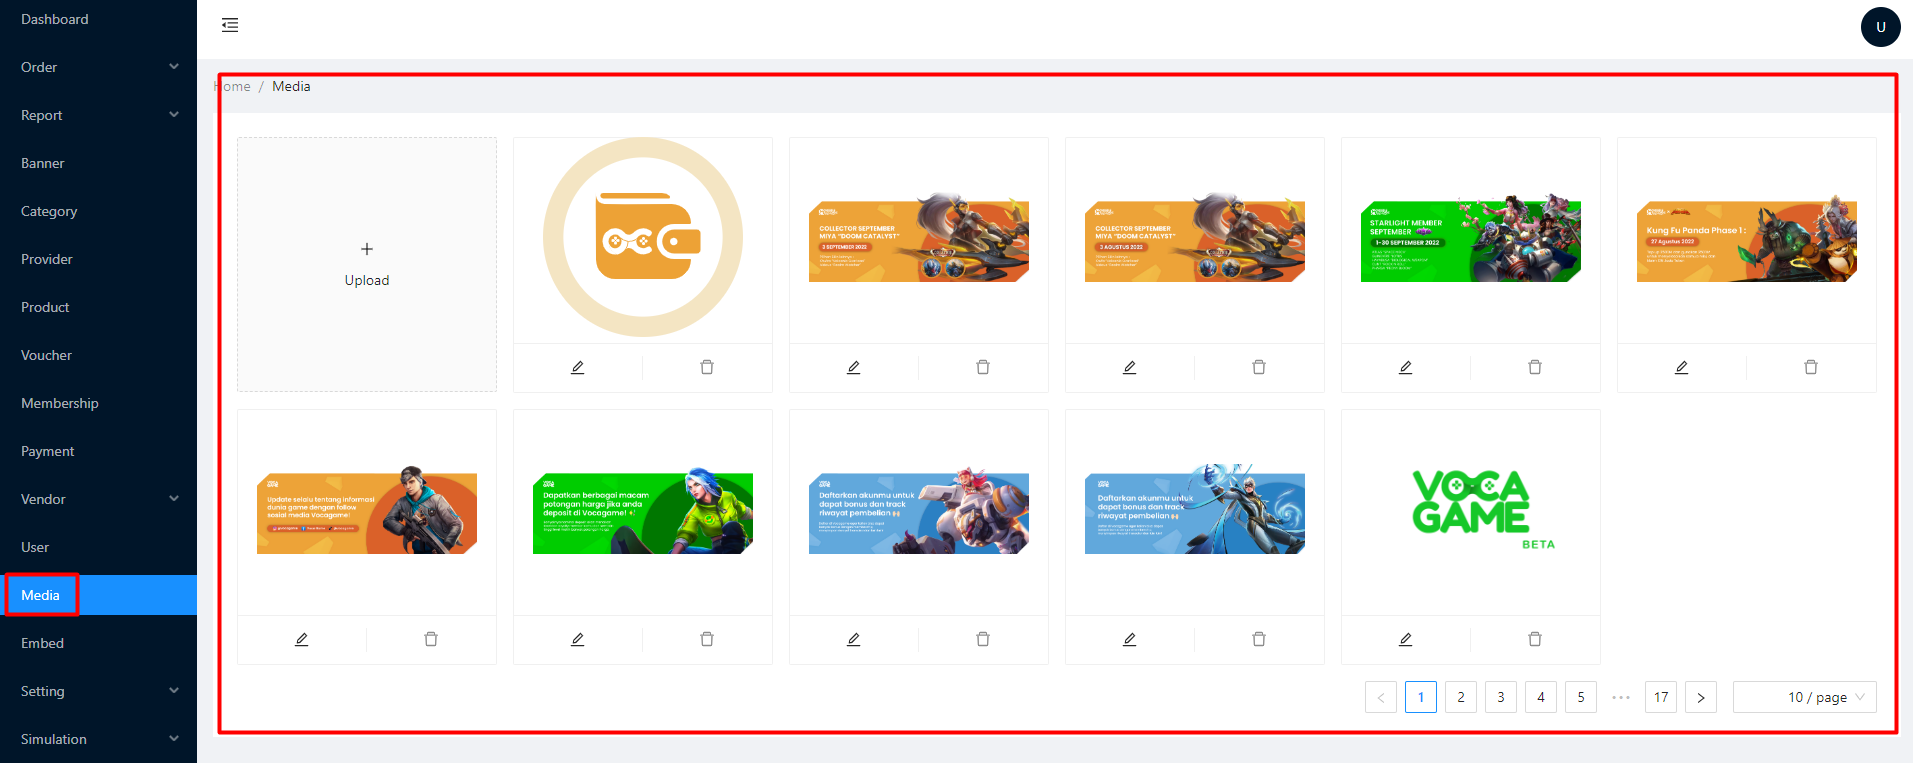 Dashboard
Order
Report
Banner
Category
Provider
Product
Voucher
Membership
Payment
Vendor
User
Media
Embed
Setting
Simulation
U
Home / Media
Upload
COLLECTOR SEPTEMBER
MIYA "DOOM CATALYST"
3 SEPTEMBER 2022
COLLECTOR SEPTEMBER
MIYA "DOOM CATALYST"
3 AGUSTUS 2022
STARLIGHT MEMBER
SEPTEMBER
1-30 SEPTEMBER 2022
Kung Fu Panda Phase 1 :
27 Agustus 2022
Update selalu tentang informasi
dunia game dengan follow
sosial media Vocagame!
Dapatkan berbagai macam
potongan harga jika anda
deposit di Vocagame!
Daftarkan akunmu untuk
dapat bonus dan track
riwayat pembelian
Daftarkan akunmu untuk
dapat bonus dan track
riwayat pembelian
VOCA
GAME
BETA
< 1 2 3 4 5 ••• 17 > 10 / page